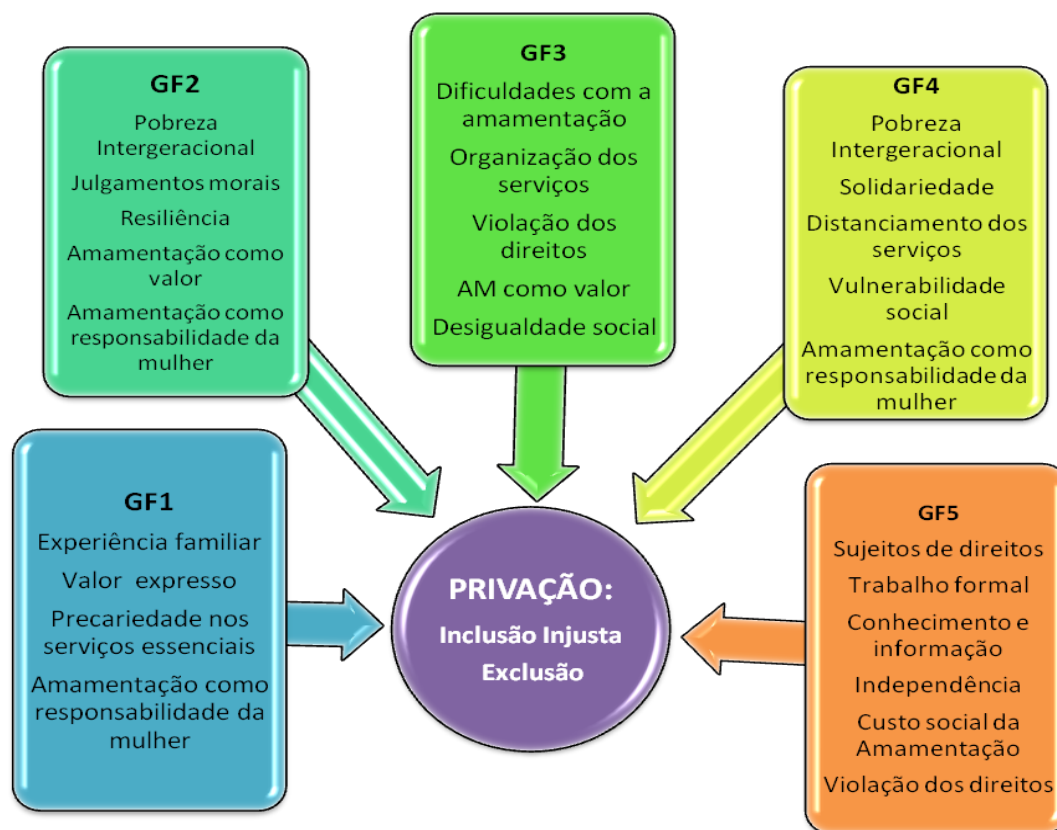 GF2
Pobreza
Intergeracional
Julgamentos morais
Resiliência
Amamentação como
valor
Amamentação como
responsabilidade da
mulher
GF3
Dificuldades com a
amamentação
Organização dos
serviços
Violação dos
direitos
AM como valor
Desigualdade social
GF4
Pobreza
Intergeracional
Solidariedade
Distanciamento dos
serviços
Vulnerabilidade
social
Amamentação como
responsabilidade da
mulher
GF1
Experiência familiar
Valor expresso
Precariedade nos
serviços essenciais
Amamentação como
responsabilidade da
mulher
PRIVAÇÃO:
Inclusão Injusta
Exclusão
GF5
Sujeitos de direitos
Trabalho formal
Conhecimento e
informação
Independência
Custo social da
Amamentação
Violação dos direitos